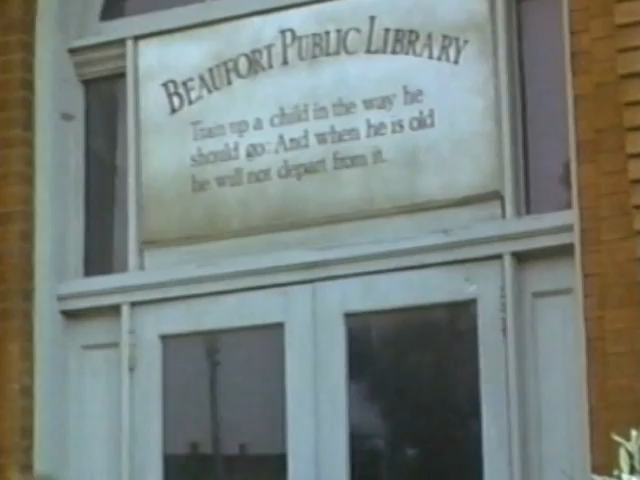 BEAUFORT PUBLIC LIBRARY
Train up a child in the way he
should go: And when he is old
he will not depart from it.